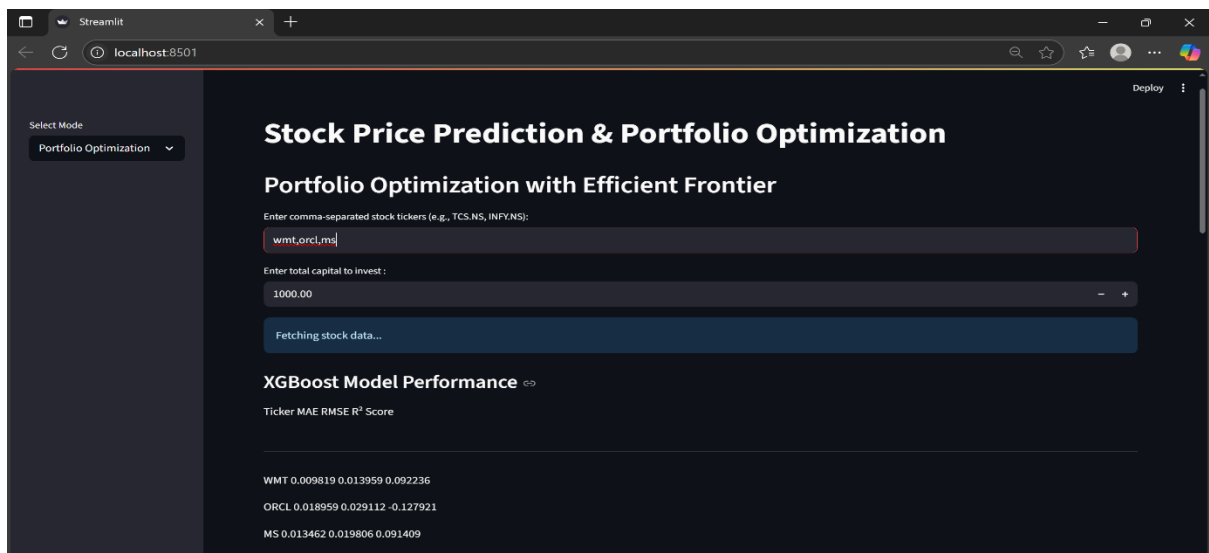 Streamlit
localhost:8501
Deploy
Select Mode
Portfolio Optimization
Stock Price Prediction & Portfolio Optimization
Portfolio Optimization with Efficient Frontier
Enter comma-separated stock tickers (e.g., TCS.NS, INFY.NS):
wmt,orcl,ms
Enter total capital to invest :
1000.00
Fetching stock data...
XGBoost Model Performance
Ticker MAE RMSE R² Score
WMT 0.009819 0.013959 0.092236
ORCL 0.018959 0.029112 -0.127921
MS 0.013462 0.019806 0.091409